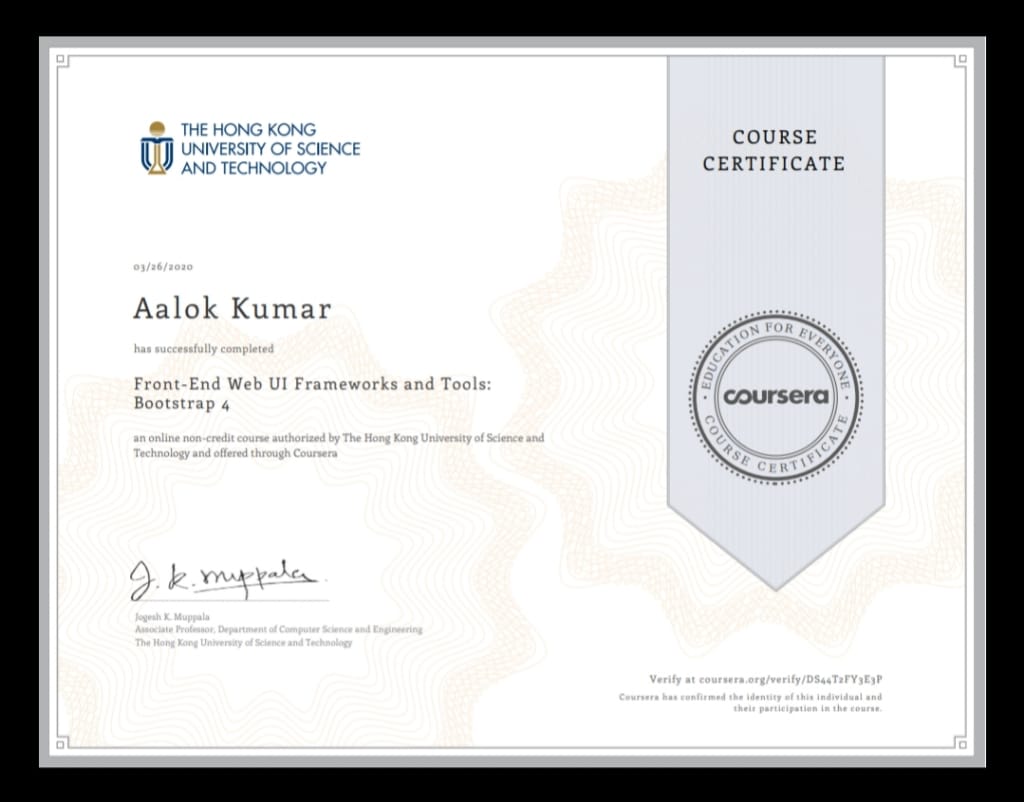 THE HONG KONG
UNIVERSITY OF SCIENCE
AND TECHNOLOGY
COURSE
CERTIFICATE
03/26/2020
Aalok Kumar
has successfully completed
Front-End Web UI Frameworks and Tools:
Bootstrap 4
an online non-credit course authorized by The Hong Kong University of Science and
Technology and offered through Coursera
EDUCATION FOR EVERYONE
coursera
COURSE CERTIFICATE
J. K. Muppala
Jogesh K. Muppala
Associate Professor, Department of Computer Science and Engineering
The Hong Kong University of Science and Technology
Verify at coursera.org/verify/DS44T2FY3E3P
Coursera has confirmed the identity of this individual and
their participation in the course.